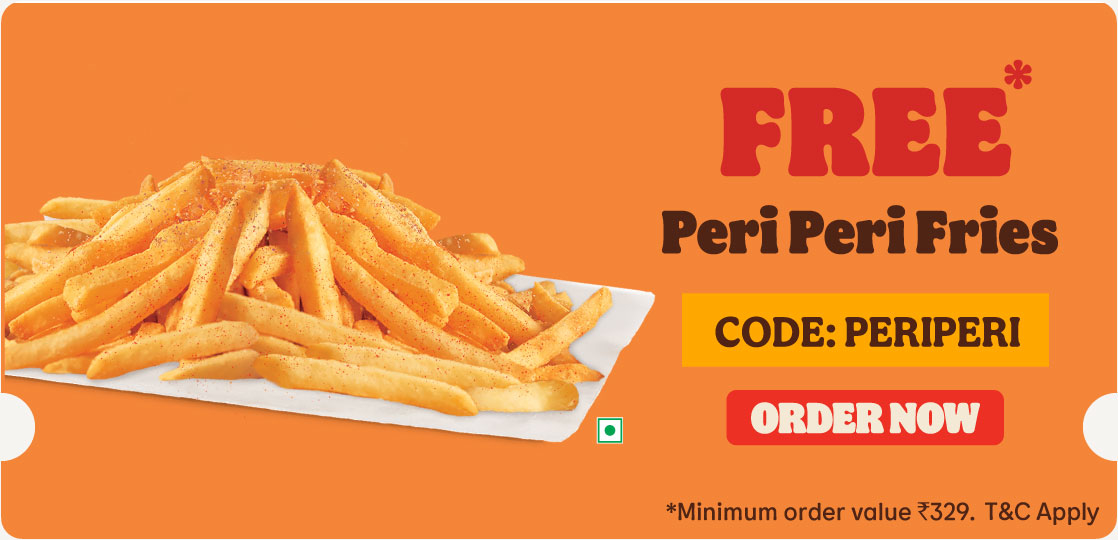 FREE*
Peri Peri Fries
CODE: PERIPERI
ORDER NOW
*Minimum order value ₹329. T&C Apply